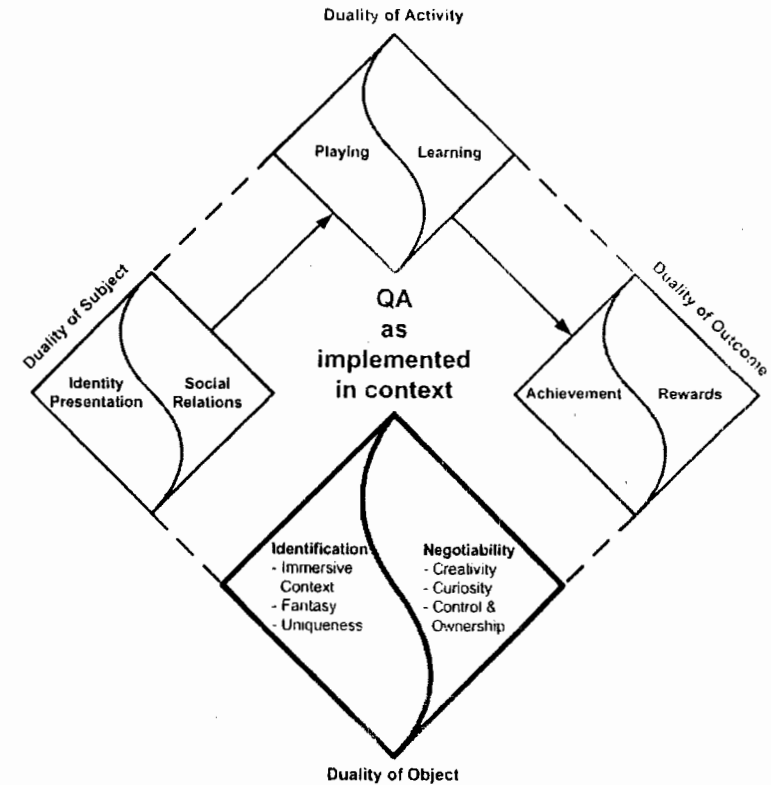 Duality of Activity
Playing
Learning
Duality of Subject
Identity
Presentation
Social
Relations
QA
as
implemented
in context
Duality of Outcome
Achievement
Rewards
Identification
- Immersive
Context
- Fantasy
- Uniqueness
Negotiability
- Creativity
- Curiosity
- Control &
Ownership
Duality of Object